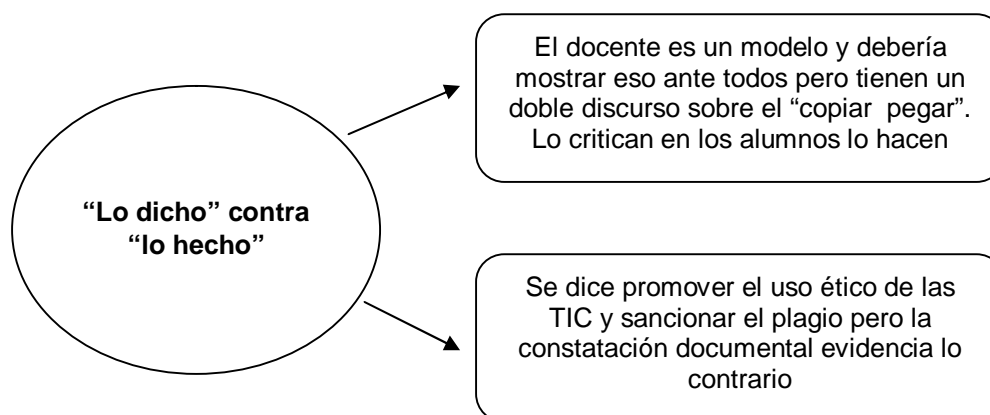 “Lo dicho” contra
“lo hecho”
El docente es un modelo y debería
mostrar eso ante todos pero tienen un
doble discurso sobre el “copiar  pegar”.
Lo critican en los alumnos lo hacen
Se dice promover el uso ético de las
TIC y sancionar el plagio pero la
constatación documental evidencia lo
contrario